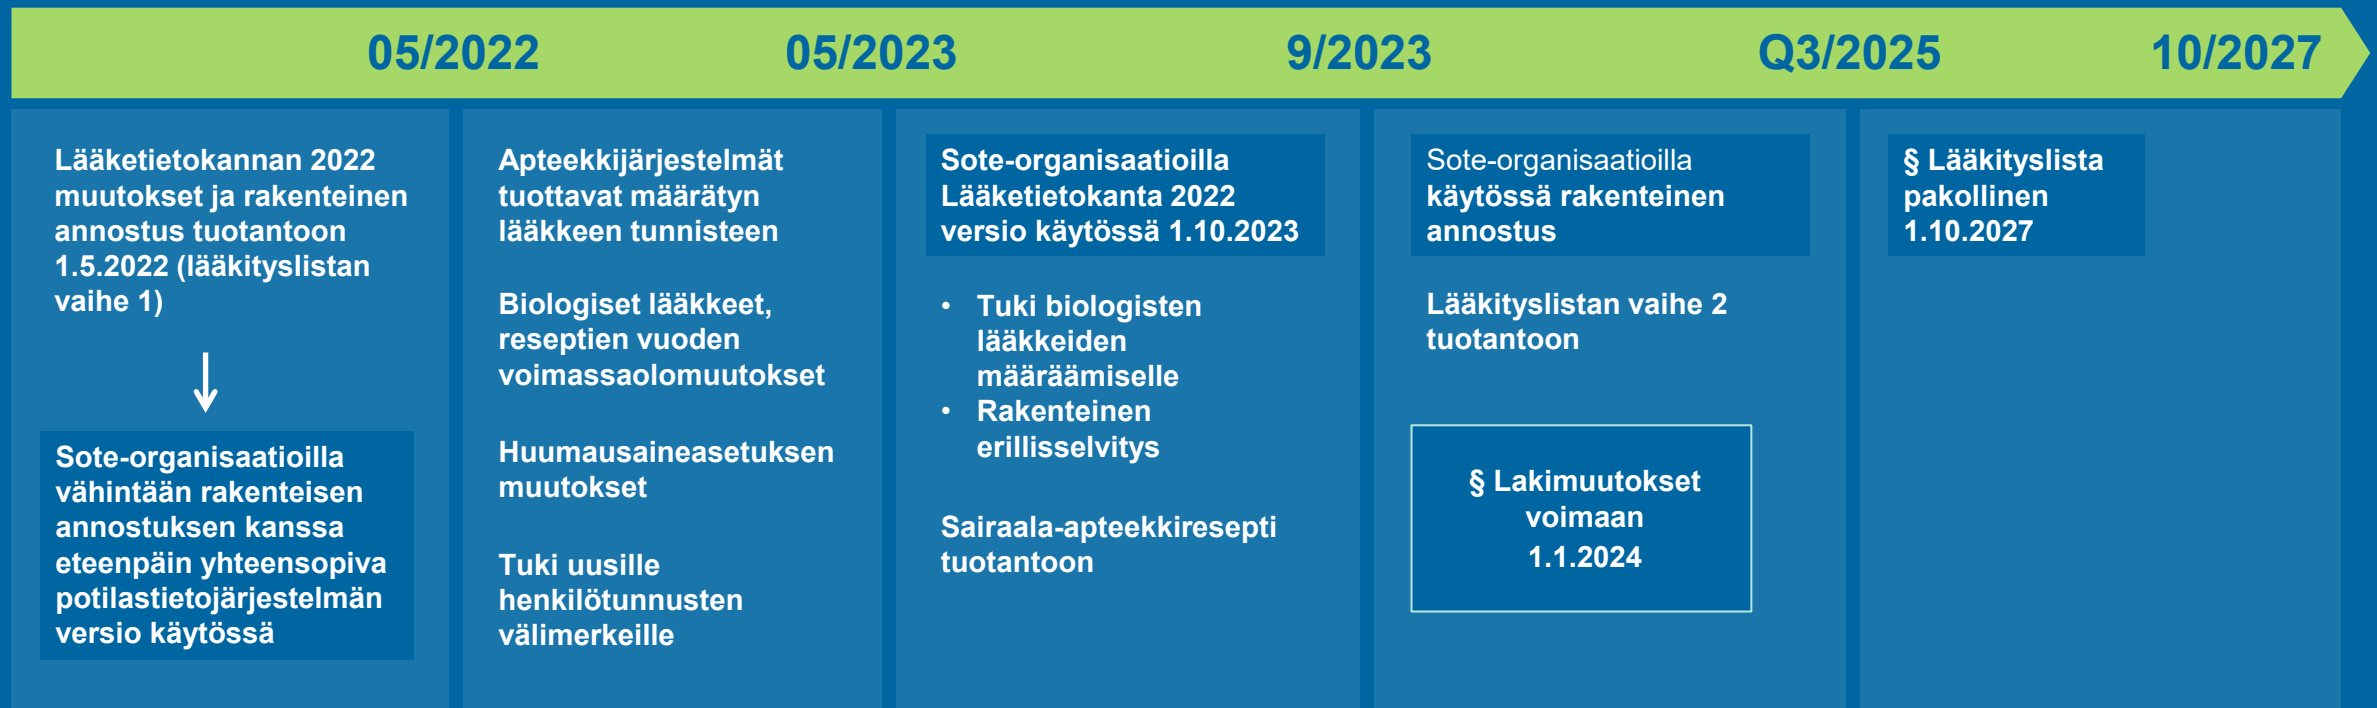 05/2022
05/2023
9/2023
Q3/2025
10/2027
Lääketietokannan 2022
muutokset ja rakenteinen
annostus tuotantoon
1.5.2022 (lääkityslistan
vaihe 1)
Sote-organisaatioilla
vähintään rakenteisen
annostuksen kanssa
eteenpäin yhteensopiva
potilastietojärjestelmän
versio käytössä
Apteekkijärjestelmät
tuottavat määrätyn
lääkkeen tunnisteen
Biologiset lääkkeet,
reseptien vuoden
voimassaolomuutokset
Huumausaineasetuksen
muutokset
Tuki uusille
henkilötunnusten
välimerkeille
Sote-organisaatioilla
Lääketietokanta 2022
versio käytössä 1.10.2023
• Tuki biologisten
lääkkeiden
määräämiselle
• Rakenteinen
erillisselvitys
Sairaala-apteekkiresepti
tuotantoon
Sote-organisaatioilla
käytössä rakenteinen
annostus
Lääkityslistan vaihe 2
tuotantoon
§ Lakimuutokset
voimaan
1.1.2024
§ Lääkityslista
pakollinen
1.10.2027